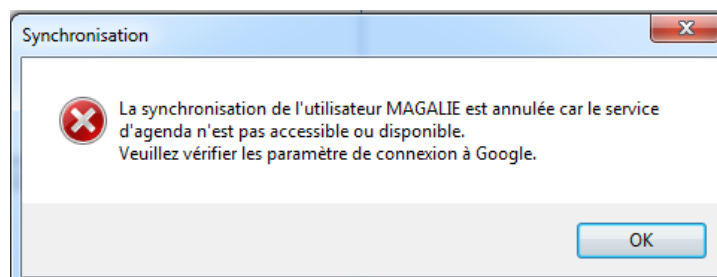 Synchronisation
La synchronisation de l'utilisateur MAGALIE est annulée car le service
d'agenda n'est pas accessible ou disponible.
Veuillez vérifier les paramètre de connexion à Google.
OK